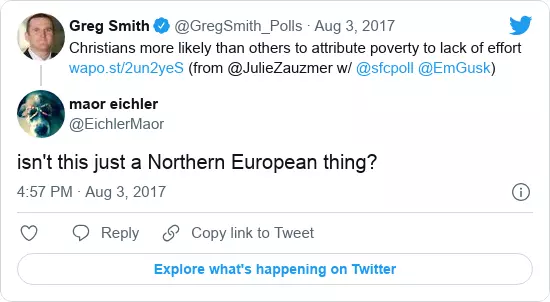 Greg Smith @GregSmith_Polls · Aug 3, 2017
Christians more likely than others to attribute poverty to lack of effort
wapo.st/2un2yeS (from @JulieZauzmer w/ @sfcpoll @EmGusk)
maor eichler
@EichlerMaor
isn't this just a Northern European thing?
4:57 PM · Aug 3, 2017
Reply Copy link to Tweet
Explore what's happening on Twitter